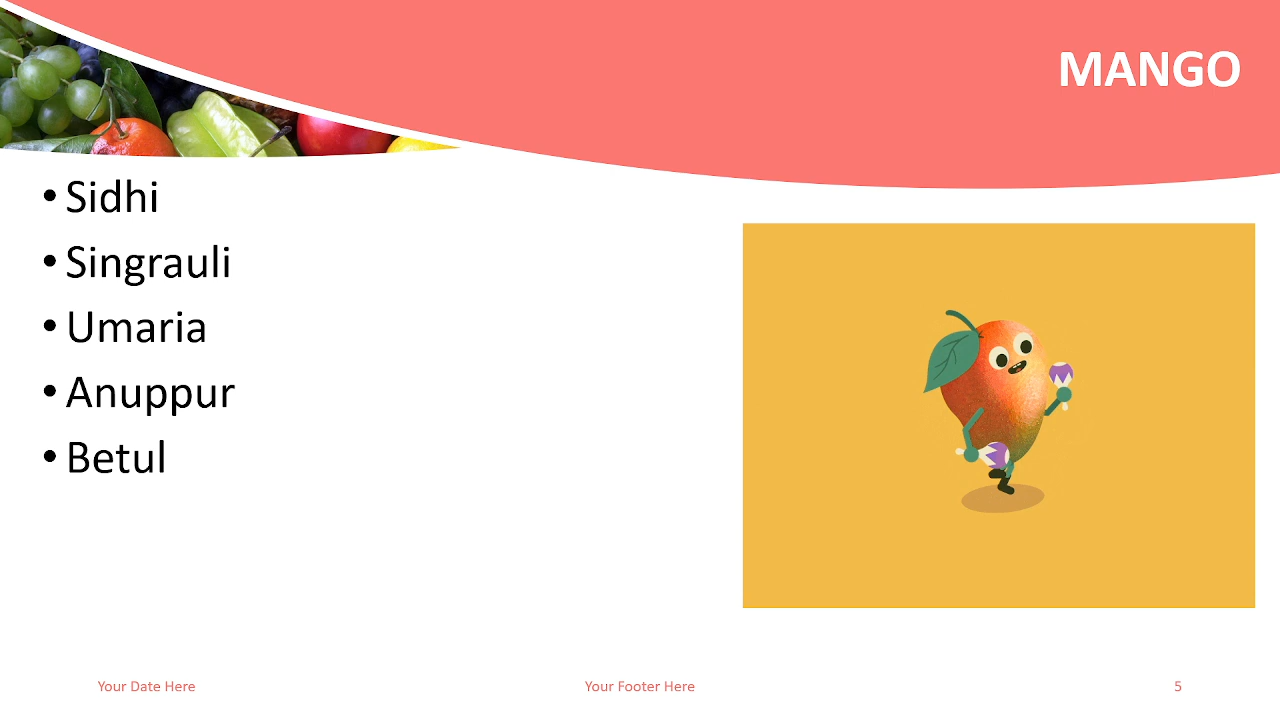 MANGO
• Sidhi
• Singrauli
• Umaria
• Anuppur
• Betul
Your Date Here
Your Footer Here
5